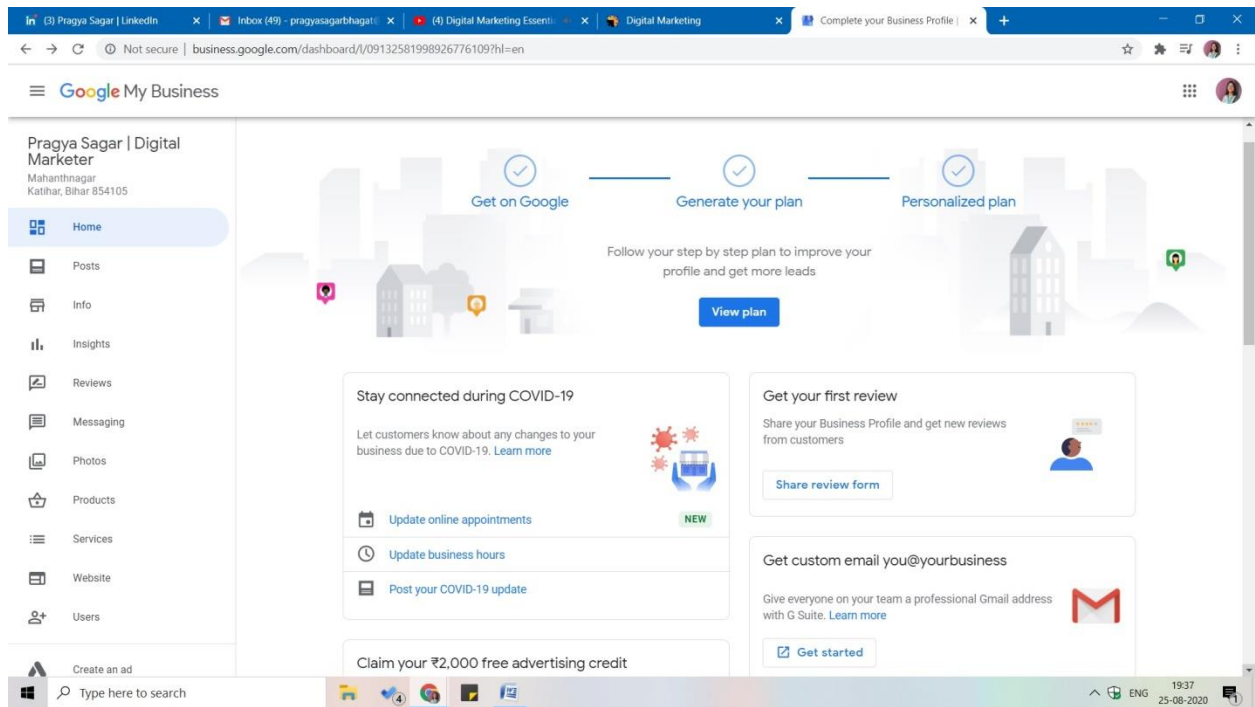 (3) Pragya Sagar | LinkedIn
Inbox (49) - pragyasagarbhagat@
(4) Digital Marketing Essenti
Digital Marketing
Complete your Business Profile |
Not secure | business.google.com/dashboard/l/09132581998926776109?hl=en
Google My Business
Pragya Sagar | Digital
Marketer
Mahanthnagar
Katihar, Bihar 854105
Home
Posts
Info
Insights
Reviews
Messaging
Photos
Products
Services
Website
Users
Create an ad
Get on Google
Generate your plan
Personalized plan
Follow your step by step plan to improve your
profile and get more leads
View plan
Stay connected during COVID-19
Let customers know about any changes to your
business due to COVID-19. Learn more
Update online appointments
NEW
Update business hours
Post your COVID-19 update
Claim your ₹2,000 free advertising credit
Get your first review
Share your Business Profile and get new reviews
from customers
Share review form
Get custom email you@yourbusiness
Give everyone on your team a professional Gmail address
with G Suite. Learn more
Get started
Type here to search
4
ENG
19:37
25-08-2020
1